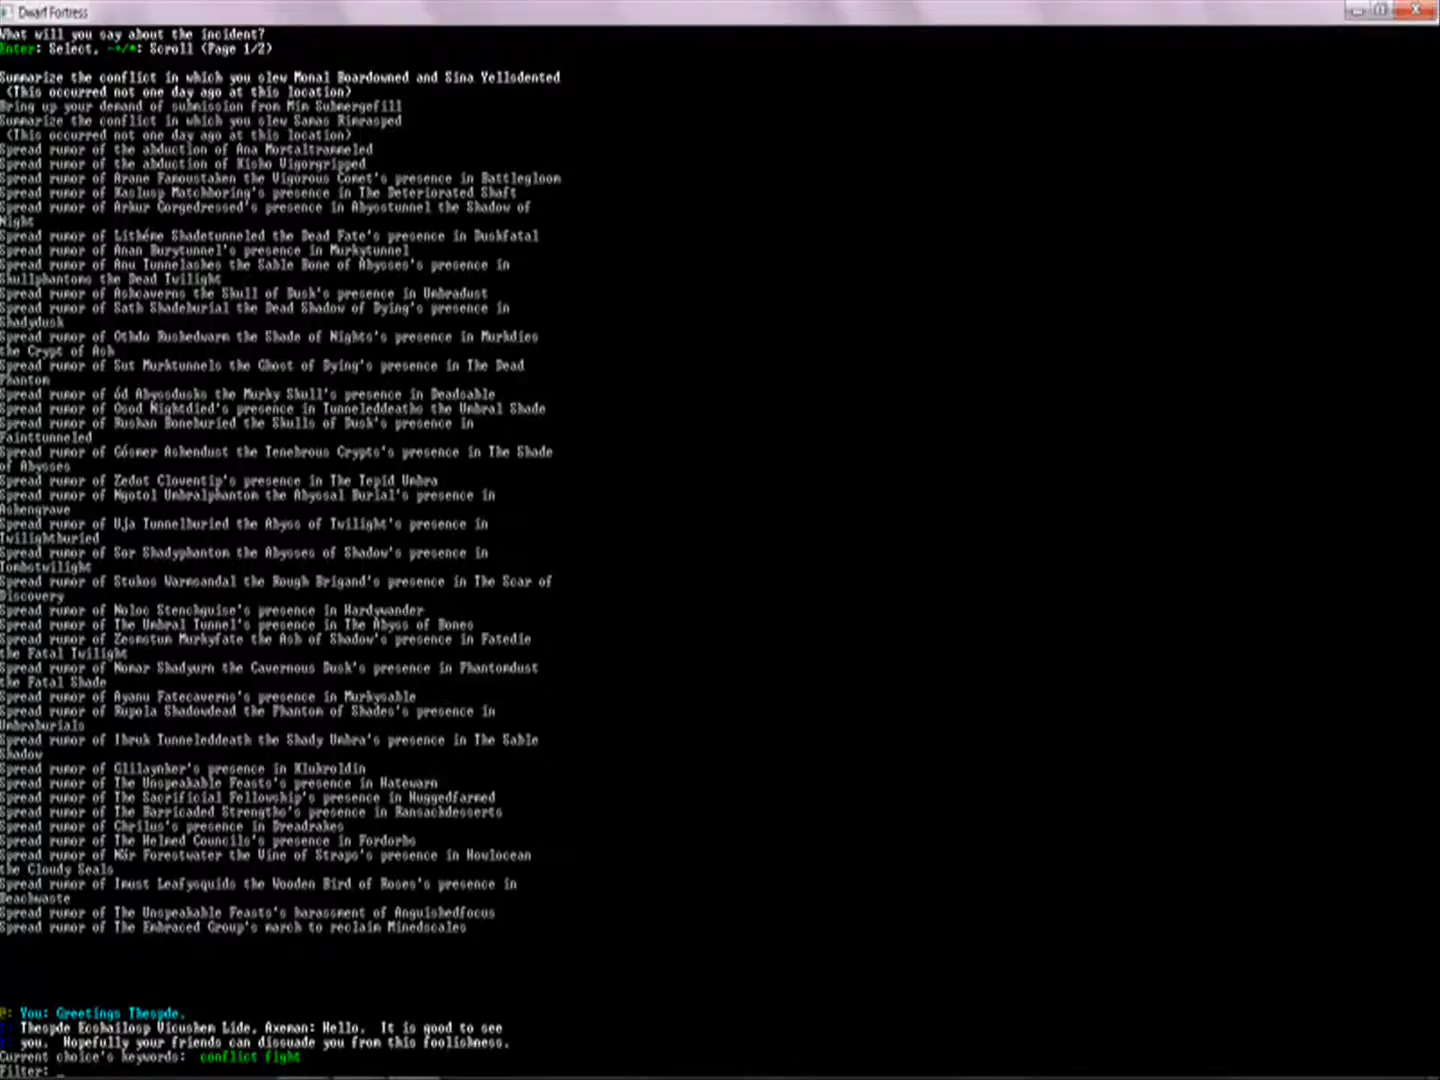 Dwarf Fortress
What will you say about the incident?
Enter: Select, -+/*: Scroll (Page 1/2)
Summarize the conflict in which you slew Monal Boardowned and Sina Yellsdented
(This occurred not one day ago at this location)
Bring up your demand of submission from Mim Submergefill
Summarize the conflict in which you slew Samas Rimrasped
(This occurred not one day ago at this location)
Spread rumor of the abduction of Ana Mortaltrammeled
Spread rumor of the abduction of Kisho Vigorgripped
Spread rumor of Arane Famoustaken the Vigorous Comet's presence in Battlegloom
Spread rumor of Kaslusp Matchboring's presence in The Deteriorated Shaft
Spread rumor of Arkur Gorgedressed's presence in Abysstunnel the Shadow of
Night
Spread rumor of Lithéme Shadetunneled the Dead Fate's presence in Duskfatal
Spread rumor of Anan Burytunnel's presence in Murkytunnel
Spread rumor of Anu Tunnelashes the Sable Bone of Abysses's presence in
Skullphantoms the Dead Twilight
Spread rumor of Ashcaverns the Skull of Dusk's presence in Umbradust
Spread rumor of Sath Shadeburial the Dead Shadow of Dying's presence in
Shadydusk
Spread rumor of Othdo Rushedwarm the Shade of Nights's presence in Murkdies
the Crypt of Ash
Spread rumor of Sut Murktunnels the Ghost of Dying's presence in The Dead
Phantom
Spread rumor of Ód Abyssdusks the Murky Skull's presence in Deadsable
Spread rumor of Osod Nightdied's presence in Tunneleddeaths the Umbral Shade
Spread rumor of Rushan Boneburied the Skulls of Dusk's presence in
Fainttunneled
Spread rumor of Gósmer Ashendust the Tenebrous Crypts's presence in The Shade
of Abysses
Spread rumor of Zedot Cloventip's presence in The Tepid Umbra
Spread rumor of Ngotol Umbralphantom the Abyssal Burial's presence in
Ashengrave
Spread rumor of Uja Tunnelburied the Abyss of Twilight's presence in
Twilightburied
Spread rumor of Sor Shadyphantom the Abysses of Shadow's presence in
Tombstwilight
Spread rumor of Stukos Warmsandal the Rough Brigand's presence in The Scar of
Discovery
Spread rumor of Noloc Stenchguise's presence in Hardywander
Spread rumor of The Umbral Tunnel's presence in The Abyss of Bones
Spread rumor of Zesmotum Murkyfate the Ash of Shadow's presence in Fatedie
the Fatal Twilight
Spread rumor of Nomar Shadyurn the Cavernous Dusk's presence in Phantomdust
the Fatal Shade
Spread rumor of Ayanu Fatecaverns's presence in Murkysable
Spread rumor of Rupola Shadowdead the Phantom of Shades's presence in
Umbraburials
Spread rumor of Ibruk Tunneleddeath the Shady Umbra's presence in The Sable
Shadow
Spread rumor of Glilaynker's presence in Klukroldin
Spread rumor of The Unspeakable Feasts's presence in Hatewarn
Spread rumor of The Sacrificial Fellowship's presence in Huggedfarmed
Spread rumor of The Barricaded Strengths's presence in Ransackdesserts
Spread rumor of Chrilus's presence in Dreadrakes
Spread rumor of The Helmed Councils's presence in Fordorbs
Spread rumor of Når Forestwater the Vine of Straps's presence in Howlocean
the Cloudy Seals
Spread rumor of Imust Leafysquids the Wooden Bird of Roses's presence in
Beachwaste
Spread rumor of The Unspeakable Feasts's harassment of Anguishedfocus
Spread rumor of The Embraced Group's march to reclaim Minedscales
You: Greetings Thespde.
Thespde Ecshailosp Vicushem Lide, Axeman: Hello. It is good to see
you. Hopefully your friends can dissuade you from this foolishness.
Current choice's keywords: conflict fight
Filter: _